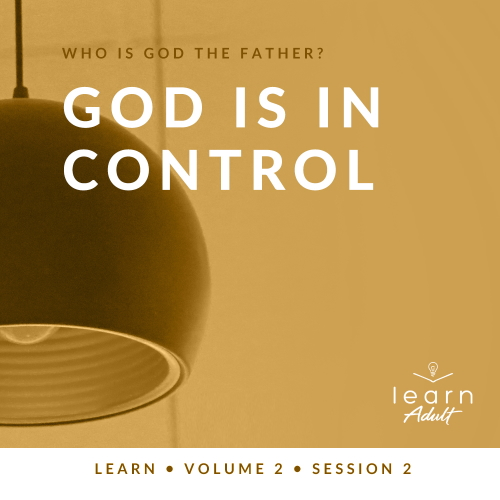 WHO IS GOD THE FATHER?
GOD IS IN
CONTROL
learn
Adult
LEARN • VOLUME 2 • SESSION 2